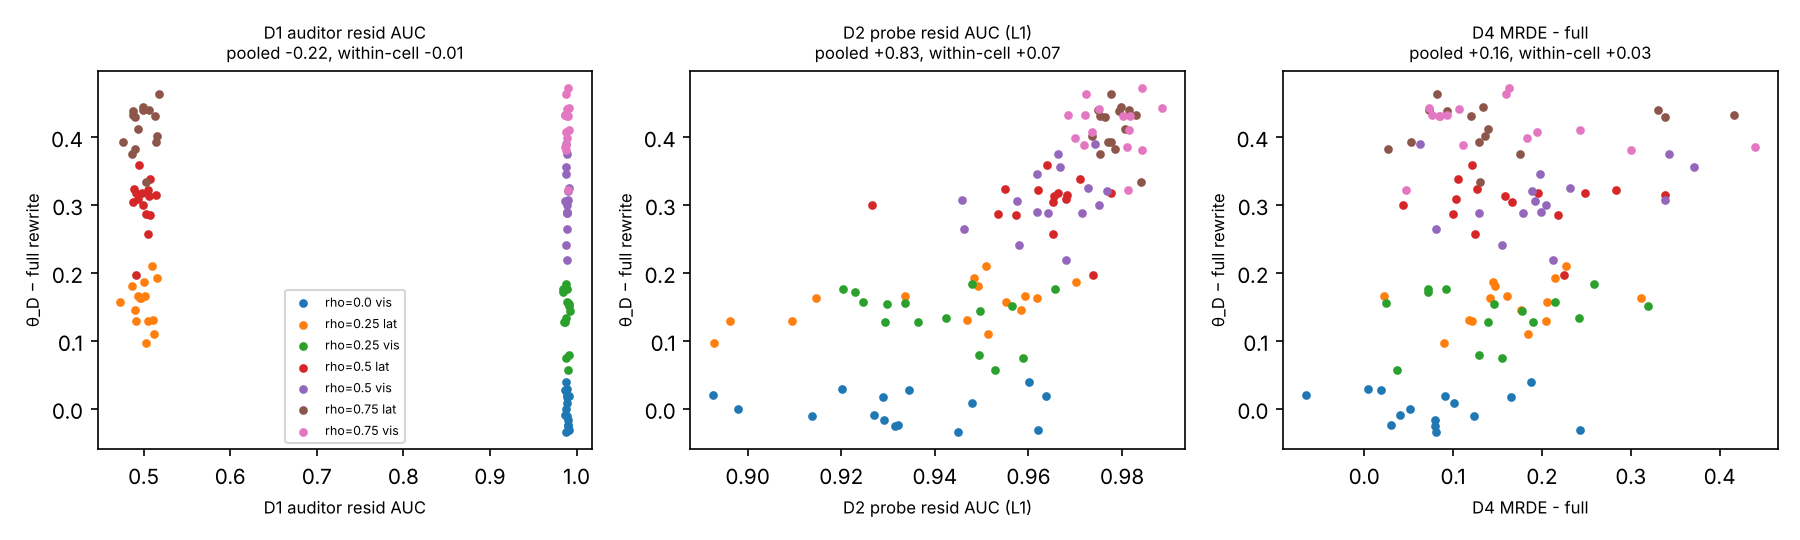 D1 auditor resid AUC
pooled -0.22, within-cell -0.01
θ_D − full rewrite
0.4
0.3
0.2
0.1
0.0
rho=0.0 vis
rho=0.25 lat
rho=0.25 vis
rho=0.5 lat
rho=0.5 vis
rho=0.75 lat
rho=0.75 vis
0.5 0.6 0.7 0.8 0.9 1.0
D1 auditor resid AUC
D2 probe resid AUC (L1)
pooled +0.83, within-cell +0.07
θ_D − full rewrite
0.4
0.3
0.2
0.1
0.0
0.90 0.92 0.94 0.96 0.98
D2 probe resid AUC (L1)
D4 MRDE - full
pooled +0.16, within-cell +0.03
θ_D − full rewrite
0.4
0.3
0.2
0.1
0.0
0.0 0.1 0.2 0.3 0.4
D4 MRDE - full